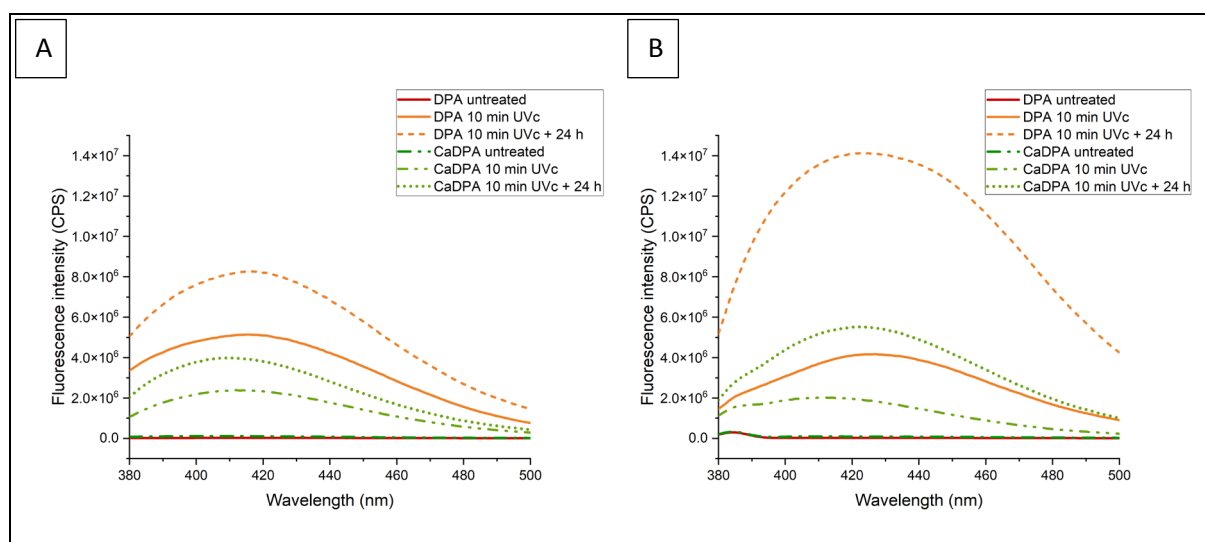 A
DPA untreated
DPA 10 min UVc
DPA 10 min UVc + 24 h
CaDPA untreated
CaDPA 10 min UVc
CaDPA 10 min UVc + 24 h
1.4×10⁷
1.2×10⁷
1.0×10⁷
8.0×10⁶
6.0×10⁶
4.0×10⁶
2.0×10⁶
0.0
Fluorescence intensity (CPS)
380 400 420 440 460 480 500
Wavelength (nm)
B
DPA untreated
DPA 10 min UVc
DPA 10 min UVc + 24 h
CaDPA untreated
CaDPA 10 min UVc
CaDPA 10 min UVc + 24 h
1.4×10⁷
1.2×10⁷
1.0×10⁷
8.0×10⁶
6.0×10⁶
4.0×10⁶
2.0×10⁶
0.0
Fluorescence intensity (CPS)
380 400 420 440 460 480 500
Wavelength (nm)